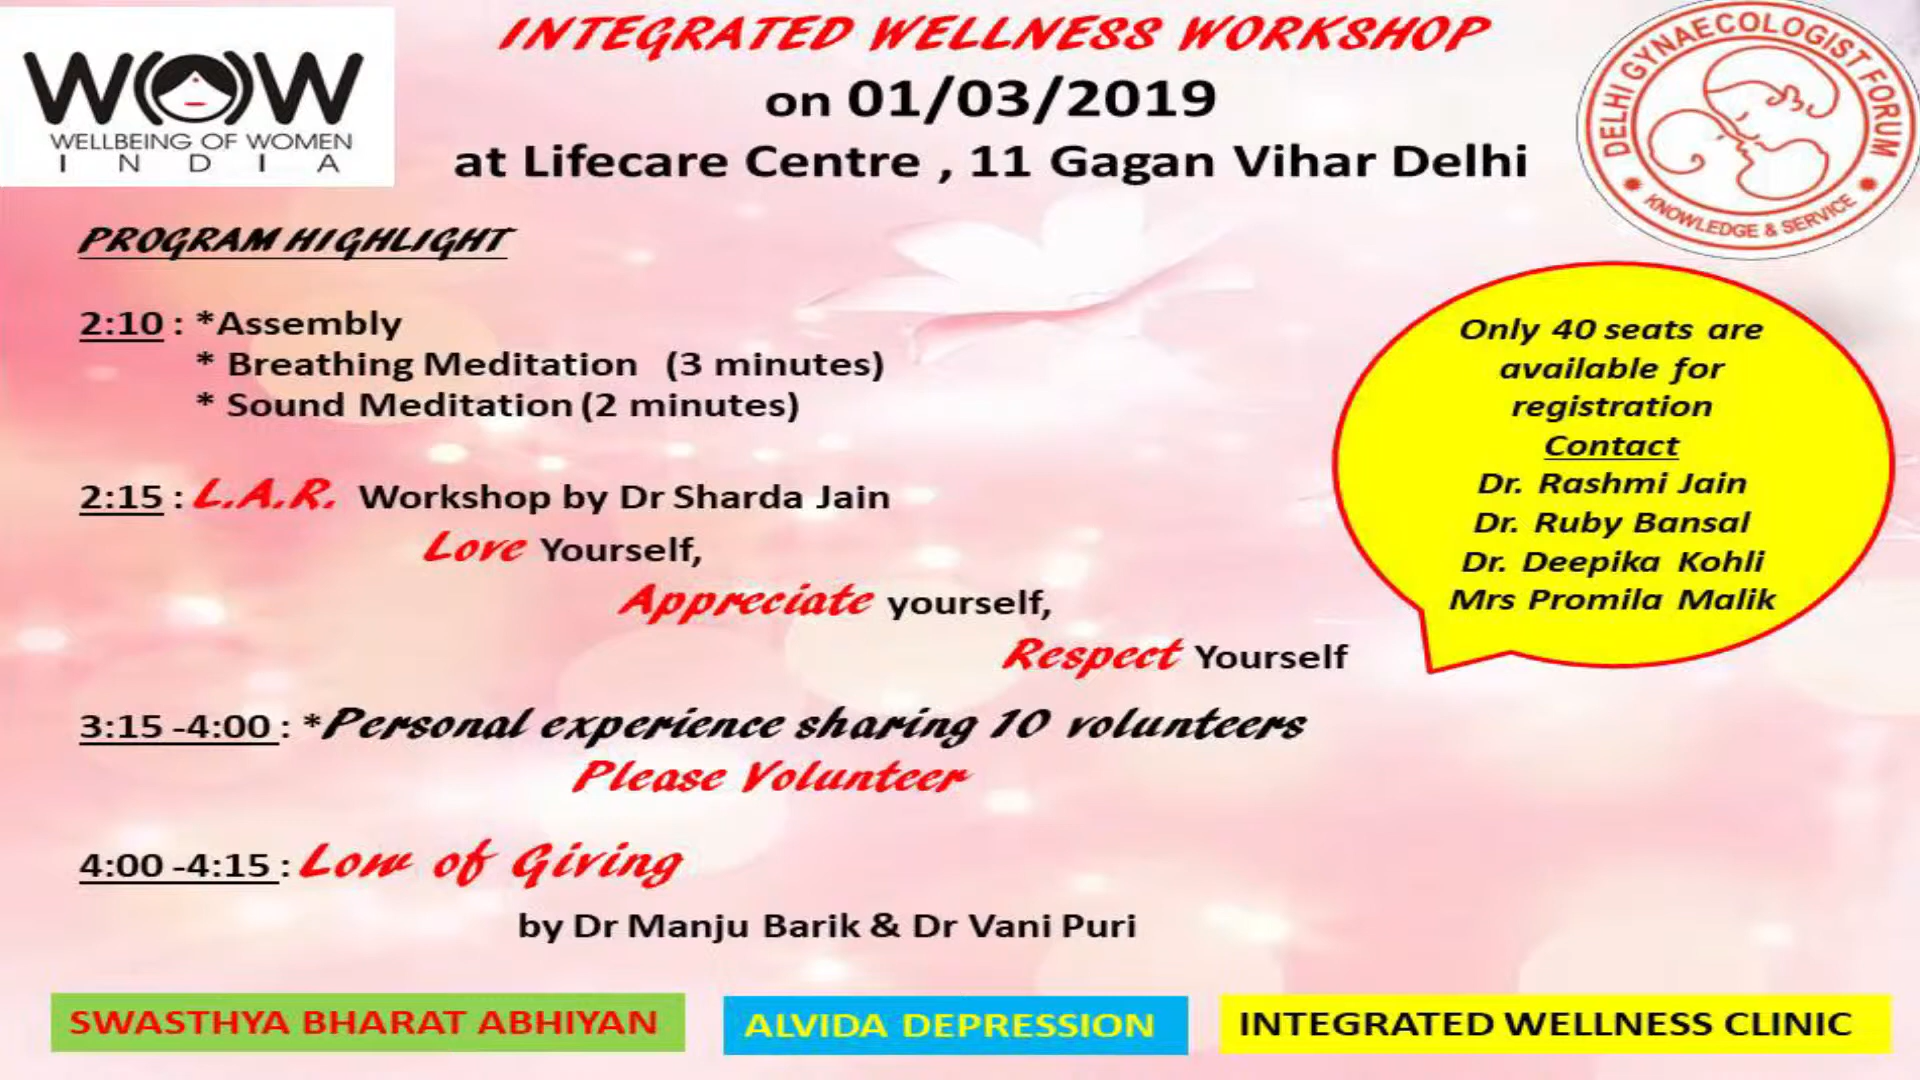 WOW
WELLBEING OF WOMEN
INDIA
INTEGRATED WELLNESS WORKSHOP
on 01/03/2019
at Lifecare Centre , 11 Gagan Vihar Delhi
DELHI GYNAECOLOGIST FORUM
KNOWLEDGE & SERVICE
PROGRAM HIGHLIGHT
2:10 : *Assembly
* Breathing Meditation (3 minutes)
* Sound Meditation (2 minutes)
2:15 : L.A.R. Workshop by Dr Sharda Jain
Love Yourself,
Appreciate yourself,
Respect Yourself
3:15 -4:00 : *Personal experience sharing 10 volunteers
Please Volunteer
4:00 -4:15 : Low of Giving
by Dr Manju Barik & Dr Vani Puri
Only 40 seats are
available for
registration
Contact
Dr. Rashmi Jain
Dr. Ruby Bansal
Dr. Deepika Kohli
Mrs Promila Malik
SWASTHYA BHARAT ABHIYAN
ALVIDA DEPRESSION
INTEGRATED WELLNESS CLINIC